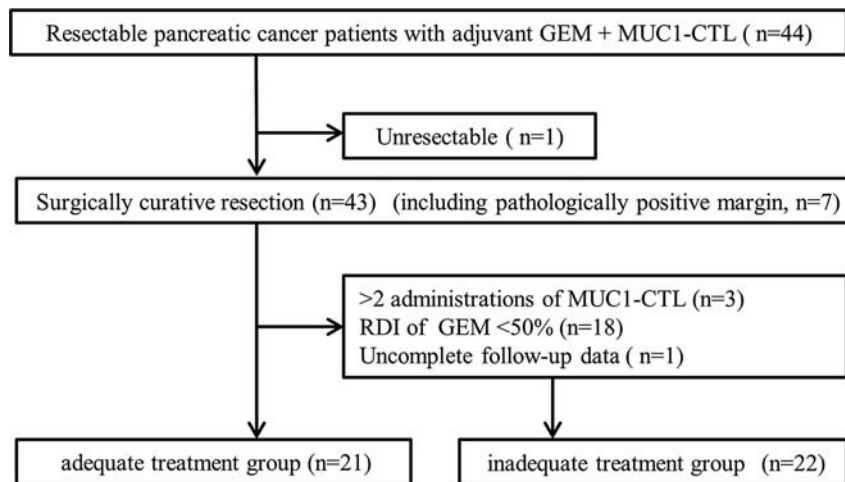 Resectable pancreatic cancer patients with adjuvant GEM + MUC1-CTL ( n=44)
Unresectable ( n=1)
Surgically curative resection (n=43) (including pathologically positive margin, n=7)
>2 administrations of MUC1-CTL (n=3)
RDI of GEM <50% (n=18)
Uncomplete follow-up data ( n=1)
adequate treatment group (n=21)
inadequate treatment group (n=22)